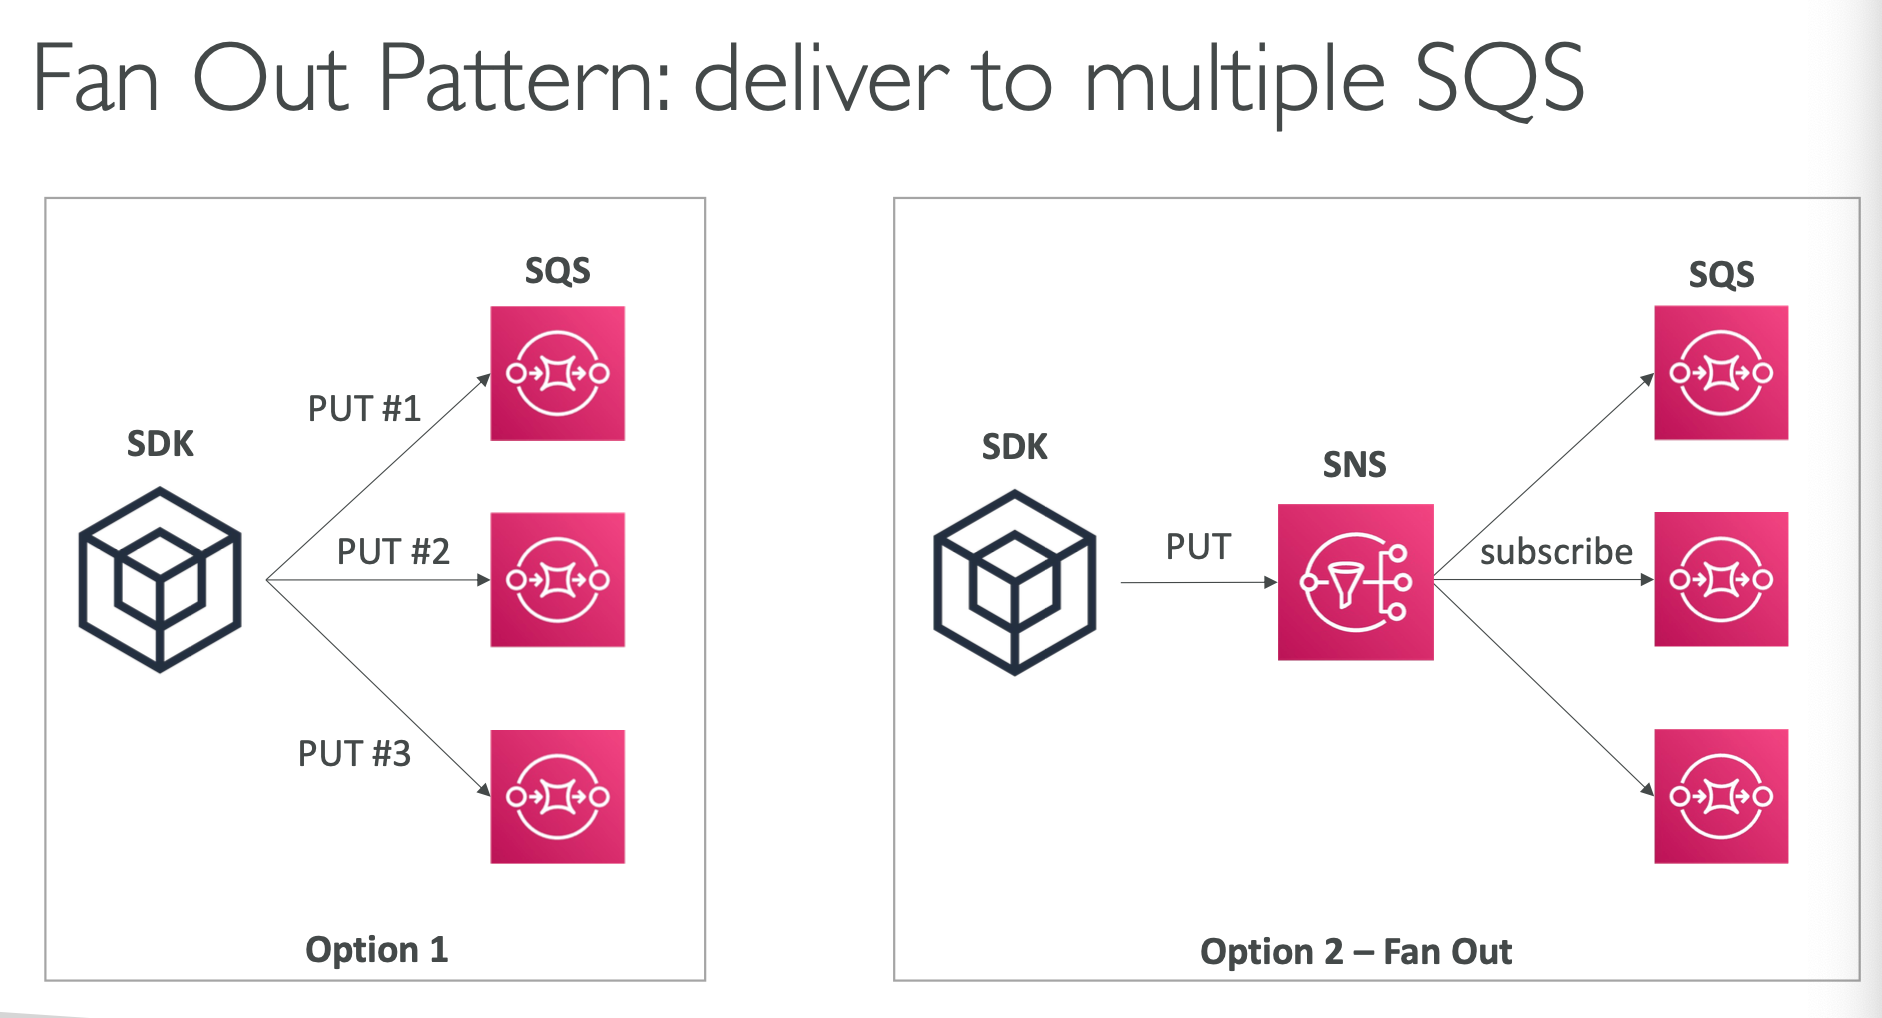 Fan Out Pattern: deliver to multiple SQS
SQS
PUT #1
SDK
PUT #2
PUT #3
Option 1
SQS
SDK
SNS
PUT
subscribe
Option 2 – Fan Out